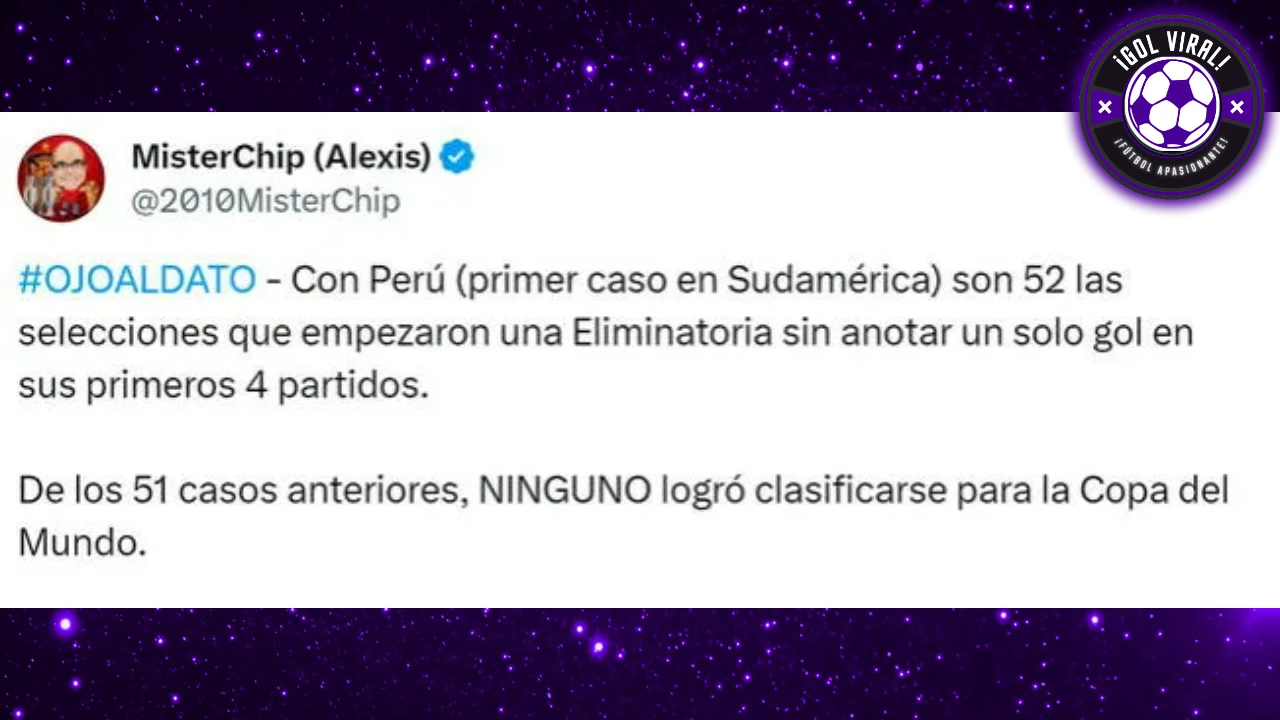 ¡GOL VIRAL!
¡FÚTBOL APASIONANTE!
MisterChip (Alexis)
@2010MisterChip
#OJOALDATO - Con Perú (primer caso en Sudamérica) son 52 las
selecciones que empezaron una Eliminatoria sin anotar un solo gol en
sus primeros 4 partidos.
De los 51 casos anteriores, NINGUNO logró clasificarse para la Copa del
Mundo.